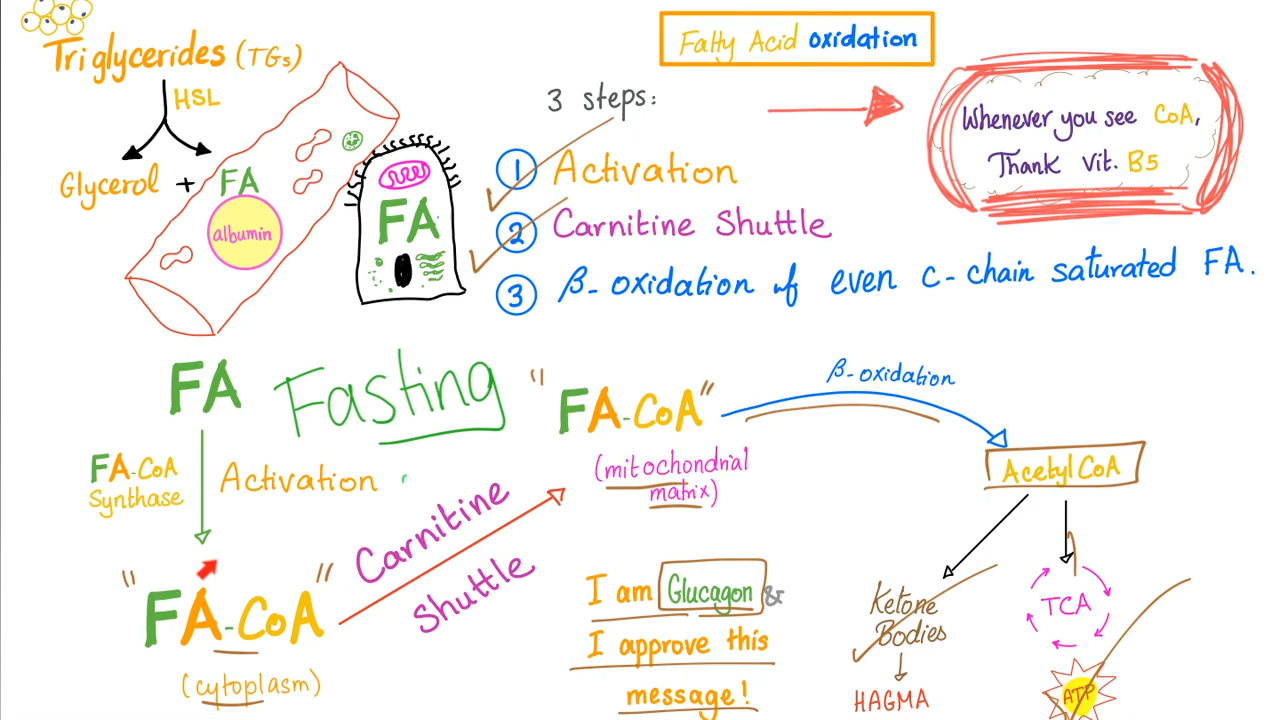 Fatty Acid oxidation
Triglycerides (TGs)
HSL
Glycerol + FA
albumin
FA
3 steps:
1 Activation
2 Carnitine Shuttle
3 β-oxidation of even c-chain saturated FA.
Whenever you see CoA,
Thank vit. B5
FA
Fasting
FA-CoA
Synthase
Activation
"FA-CoA"
(cytoplasm)
Carnitine
Shuttle
"FA-CoA"
(mitochondrial
matrix)
β-oxidation
Acetyl CoA
Ketone
Bodies
HAGMA
TCA
ATP
I am Glucagon &
I approve this
message!